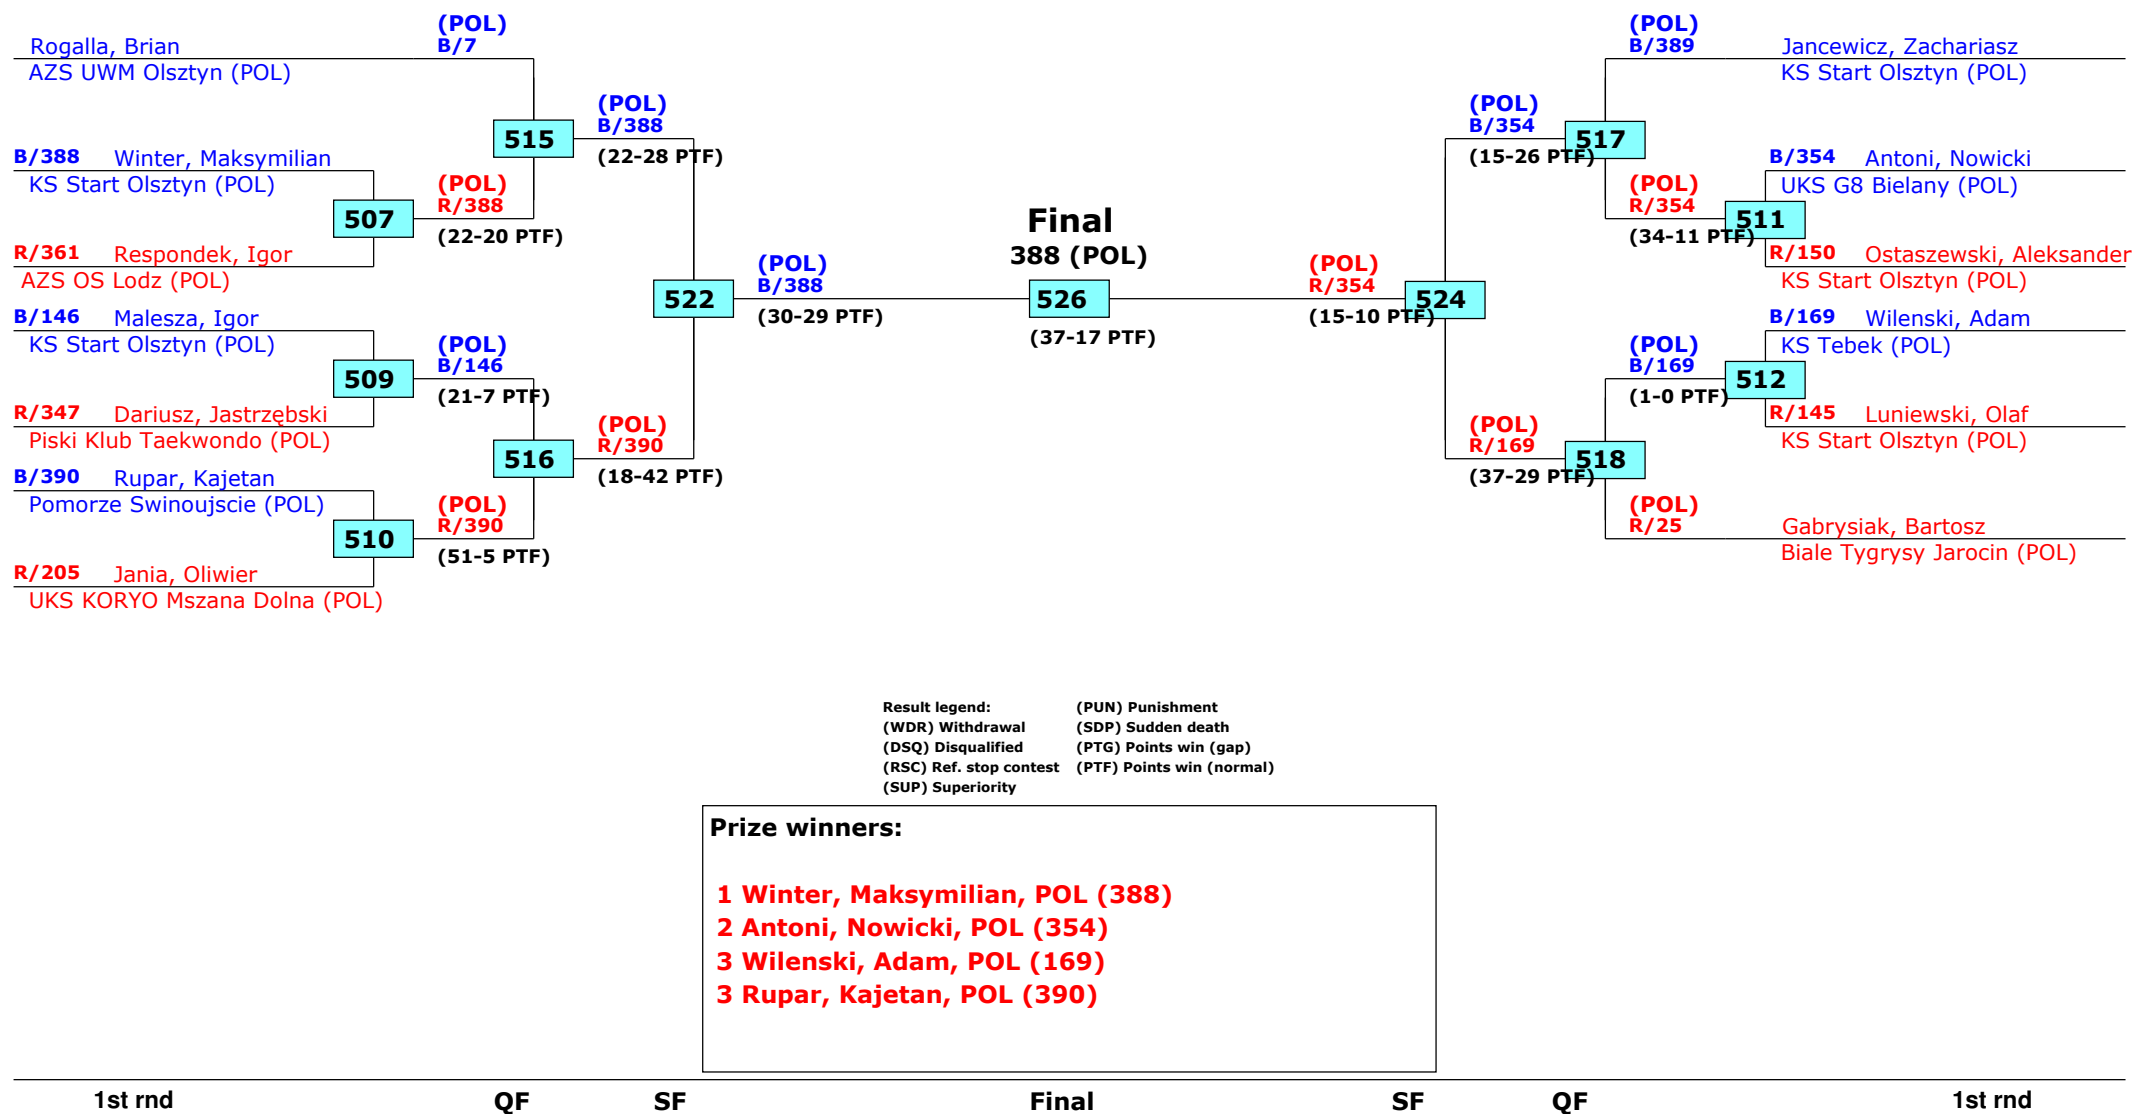 (POL)
B/7
Rogalla, Brian
AZS UWM Olsztyn (POL)
515
(POL)
B/388
(22-28 PTF)
B/388 Winter, Maksymilian
KS Start Olsztyn (POL)
507
(POL)
R/388
(22-20 PTF)
R/361 Respondek, Igor
AZS OS Lodz (POL)
522
(POL)
B/388
(30-29 PTF)
B/146 Malesza, Igor
KS Start Olsztyn (POL)
509
(POL)
B/146
(21-7 PTF)
R/347 Dariusz, Jastrzębski
Piski Klub Taekwondo (POL)
516
(POL)
R/390
(18-42 PTF)
B/390 Rupar, Kajetan
Pomorze Swinoujscie (POL)
510
(POL)
R/390
(51-5 PTF)
R/205 Jania, Oliwier
UKS KORYO Mszana Dolna (POL)
Final
388 (POL)
526
(37-17 PTF)
(POL)
B/389
Jancewicz, Zachariasz
KS Start Olsztyn (POL)
(POL)
B/354
(15-26 PTF)
517
B/354 Antoni, Nowicki
UKS G8 Bielany (POL)
(POL)
R/354
(34-11 PTF)
511
R/150 Ostaszewski, Aleksander
KS Start Olsztyn (POL)
(POL)
R/354
(15-10 PTF)
524
B/169 Wilenski, Adam
KS Tebek (POL)
(POL)
B/169
(1-0 PTF)
512
R/145 Luniewski, Olaf
KS Start Olsztyn (POL)
(POL)
R/169
(37-29 PTF)
518
(POL)
R/25
Gabrysiak, Bartosz
Biale Tygrysy Jarocin (POL)
Result legend: (PUN) Punishment
(WDR) Withdrawal (SDP) Sudden death
(DSQ) Disqualified (PTG) Points win (gap)
(RSC) Ref. stop contest (PTF) Points win (normal)
(SUP) Superiority
Prize winners:
1 Winter, Maksymilian, POL (388)
2 Antoni, Nowicki, POL (354)
3 Wilenski, Adam, POL (169)
3 Rupar, Kajetan, POL (390)
1st rnd QF SF Final SF QF 1st rnd